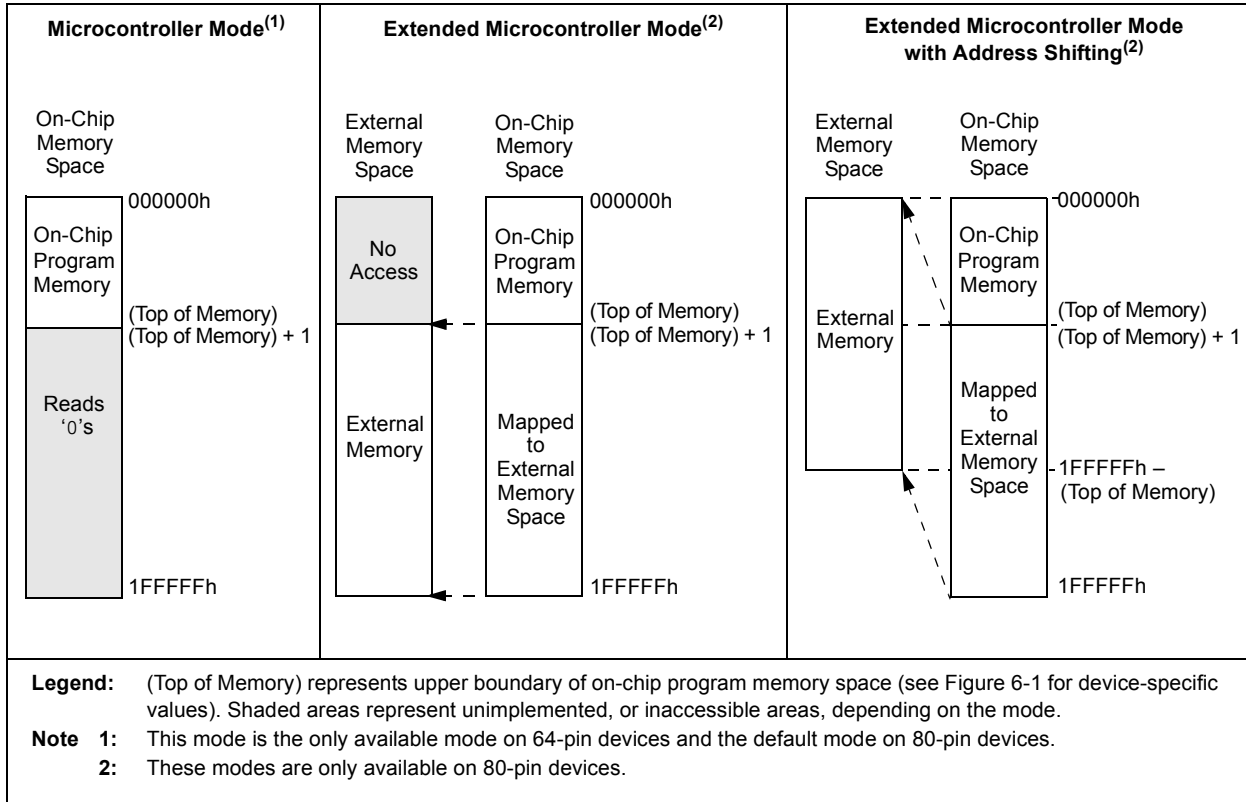 Microcontroller Mode(1)
On-Chip
Memory
Space
000000h
On-Chip
Program
Memory
(Top of Memory)
(Top of Memory) + 1
Reads
‘0’s
1FFFFFh
Extended Microcontroller Mode(2)
External
Memory
Space
On-Chip
Memory
Space
000000h
No
Access
On-Chip
Program
Memory
(Top of Memory)
(Top of Memory) + 1
External
Memory
Mapped
to
External
Memory
Space
1FFFFFh
Extended Microcontroller Mode
with Address Shifting(2)
External
Memory
Space
On-Chip
Memory
Space
000000h
On-Chip
Program
Memory
External
Memory
(Top of Memory)
(Top of Memory) + 1
Mapped
to
External
Memory
Space
1FFFFFh –
(Top of Memory)
1FFFFFh
Legend: (Top of Memory) represents upper boundary of on-chip program memory space (see Figure 6-1 for device-specific
values). Shaded areas represent unimplemented, or inaccessible areas, depending on the mode.
Note 1: This mode is the only available mode on 64-pin devices and the default mode on 80-pin devices.
2: These modes are only available on 80-pin devices.